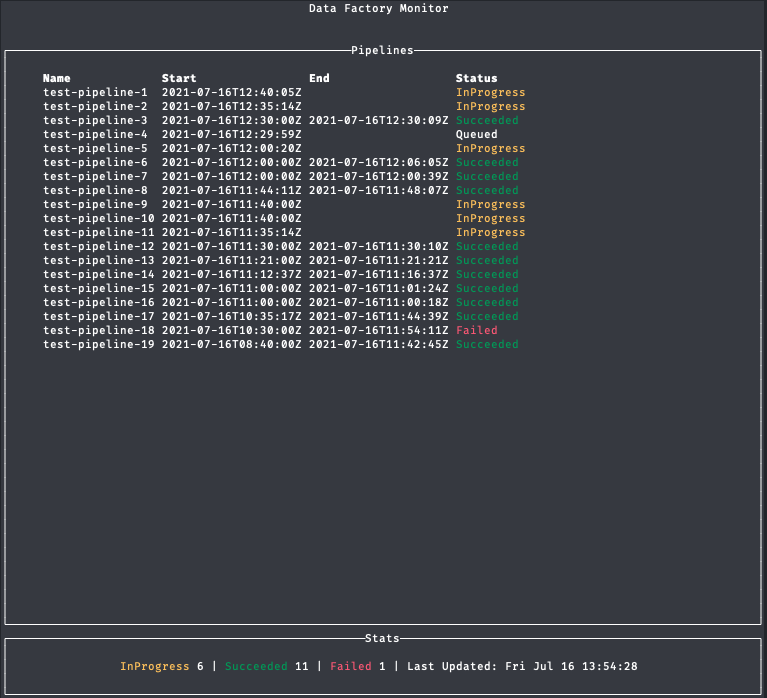 Data Factory Monitor
Pipelines
Name Start End Status
test-pipeline-1 2021-07-16T12:40:05Z InProgress
test-pipeline-2 2021-07-16T12:35:14Z InProgress
test-pipeline-3 2021-07-16T12:30:00Z 2021-07-16T12:30:09Z Succeeded
test-pipeline-4 2021-07-16T12:29:59Z Queued
test-pipeline-5 2021-07-16T12:00:20Z InProgress
test-pipeline-6 2021-07-16T12:00:00Z 2021-07-16T12:06:05Z Succeeded
test-pipeline-7 2021-07-16T12:00:00Z 2021-07-16T12:00:39Z Succeeded
test-pipeline-8 2021-07-16T11:44:11Z 2021-07-16T11:48:07Z Succeeded
test-pipeline-9 2021-07-16T11:40:00Z InProgress
test-pipeline-10 2021-07-16T11:40:00Z InProgress
test-pipeline-11 2021-07-16T11:35:14Z InProgress
test-pipeline-12 2021-07-16T11:30:00Z 2021-07-16T11:30:10Z Succeeded
test-pipeline-13 2021-07-16T11:21:00Z 2021-07-16T11:21:21Z Succeeded
test-pipeline-14 2021-07-16T11:12:37Z 2021-07-16T11:16:37Z Succeeded
test-pipeline-15 2021-07-16T11:00:00Z 2021-07-16T11:01:24Z Succeeded
test-pipeline-16 2021-07-16T11:00:00Z 2021-07-16T11:00:18Z Succeeded
test-pipeline-17 2021-07-16T10:35:17Z 2021-07-16T11:44:39Z Succeeded
test-pipeline-18 2021-07-16T10:30:00Z 2021-07-16T11:54:11Z Failed
test-pipeline-19 2021-07-16T08:40:00Z 2021-07-16T11:42:45Z Succeeded
Stats
InProgress 6 | Succeeded 11 | Failed 1 | Last Updated: Fri Jul 16 13:54:28